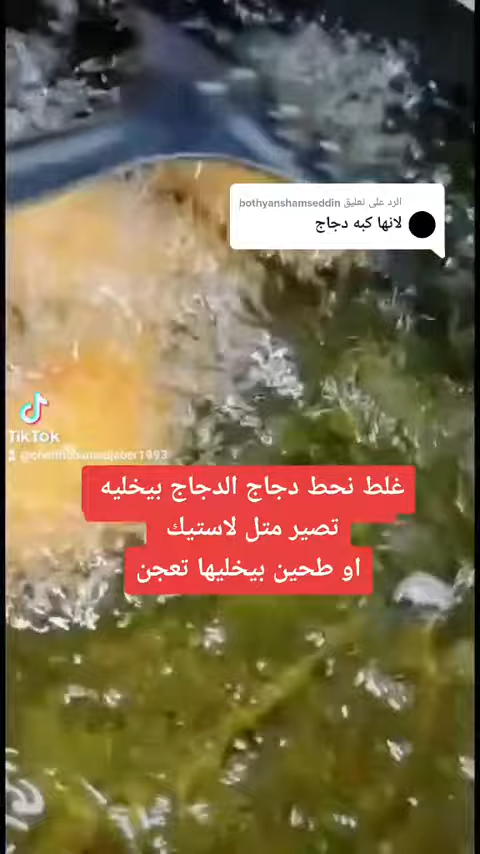 الرد على تعليق bothyanshamseddin
لانها كبه دجاج
TikTok
غلط نحط دجاج الدجاج بيخليه
تصير متل لاستيك
او طحين بيخليها تعجن